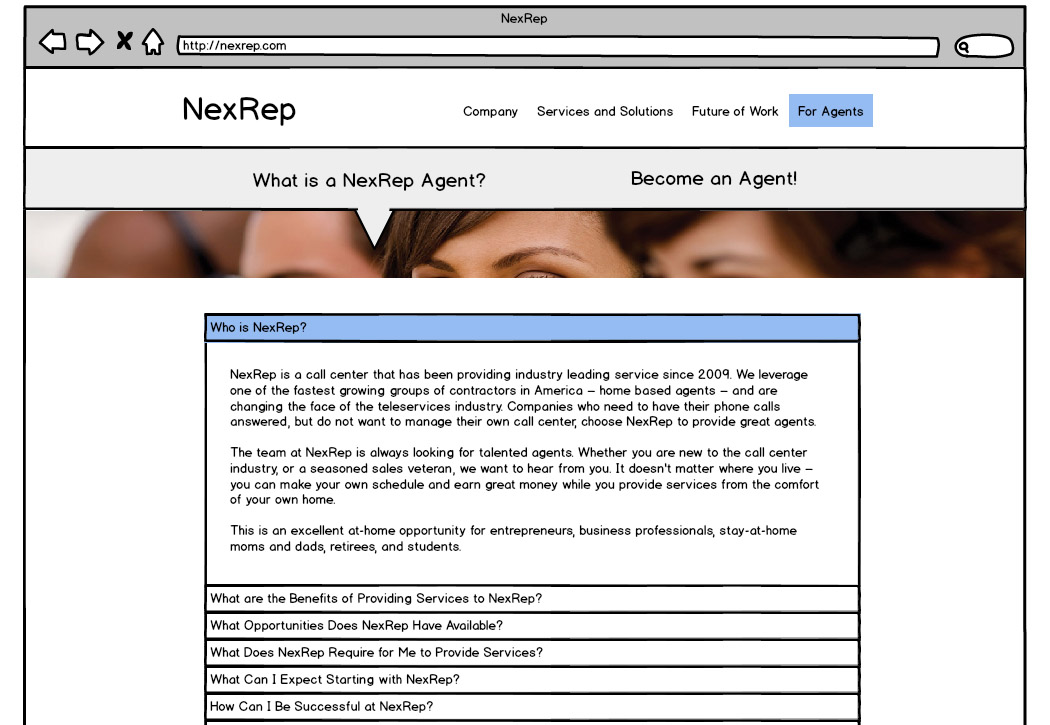 NexRep
http://nexrep.com
NexRep
Company Services and Solutions Future of Work For Agents
What is a NexRep Agent? Become an Agent!
Who is NexRep?
NexRep is a call center that has been providing industry leading service since 2009. We leverage
one of the fastest growing groups of contractors in America – home based agents – and are
changing the face of the teleservices industry. Companies who need to have their phone calls
answered, but do not want to manage their own call center, choose NexRep to provide great agents.
The team at NexRep is always looking for talented agents. Whether you are new to the call center
industry, or a seasoned sales veteran, we want to hear from you. It doesn't matter where you live –
you can make your own schedule and earn great money while you provide services from the comfort
of your own home.
This is an excellent at-home opportunity for entrepreneurs, business professionals, stay-at-home
moms and dads, retirees, and students.
What are the Benefits of Providing Services to NexRep?
What Opportunities Does NexRep Have Available?
What Does NexRep Require for Me to Provide Services?
What Can I Expect Starting with NexRep?
How Can I Be Successful at NexRep?